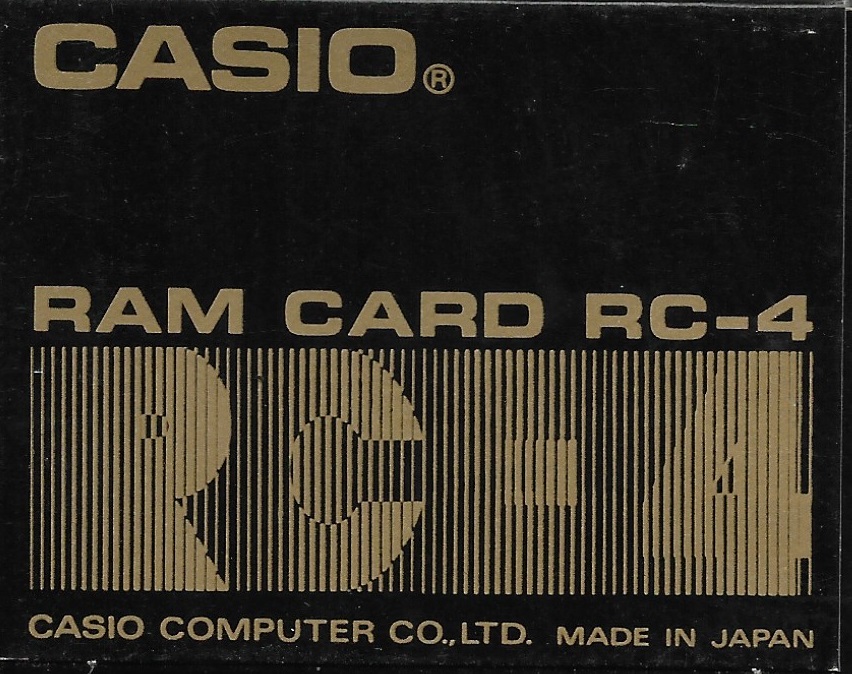 CASIO®
RAM CARD RC-4
RC-4
CASIO COMPUTER CO.,LTD. MADE IN JAPAN